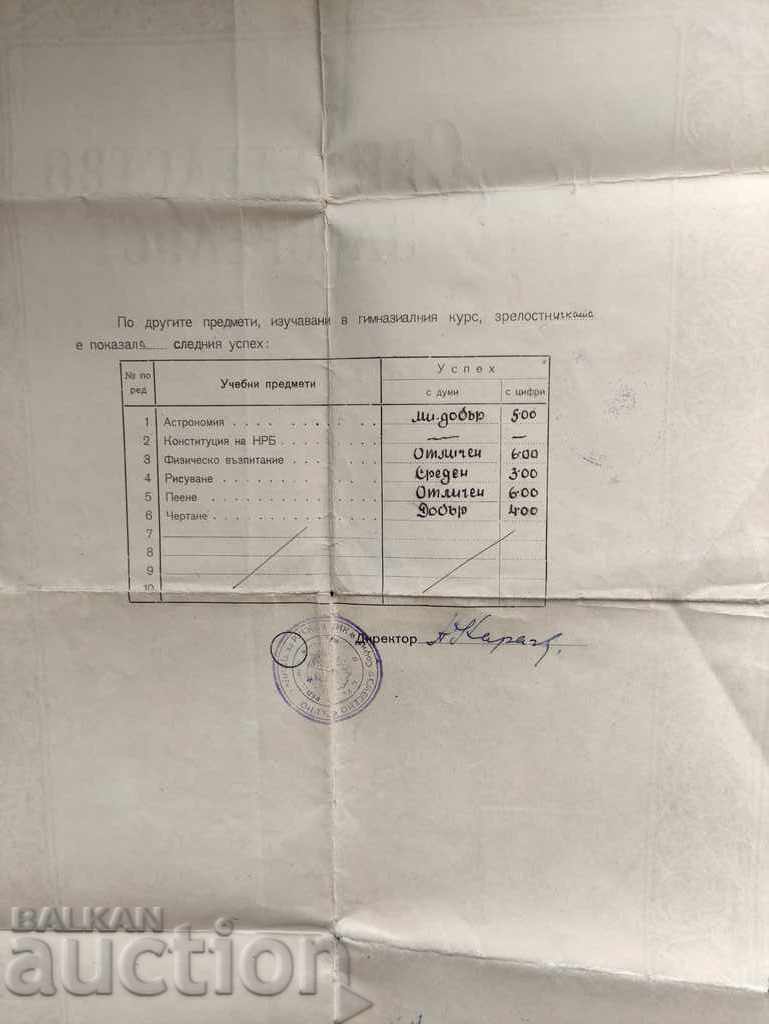 По другите предмети, изучавани в гимназиалния курс, зрелостничката
е показала следния успех:
№ по ред Учебни предмети Успех
с думи с цифри
1 Астрономия мн. добър 5·00
2 Конституция на НРБ — —
3 Физическо възпитание Отличен 6·00
4 Рисуване Среден 3·00
5 Пеене Отличен 6·00
6 Чертане Добър 4·00
7
8
9
10
Директор
BALKAN
auction